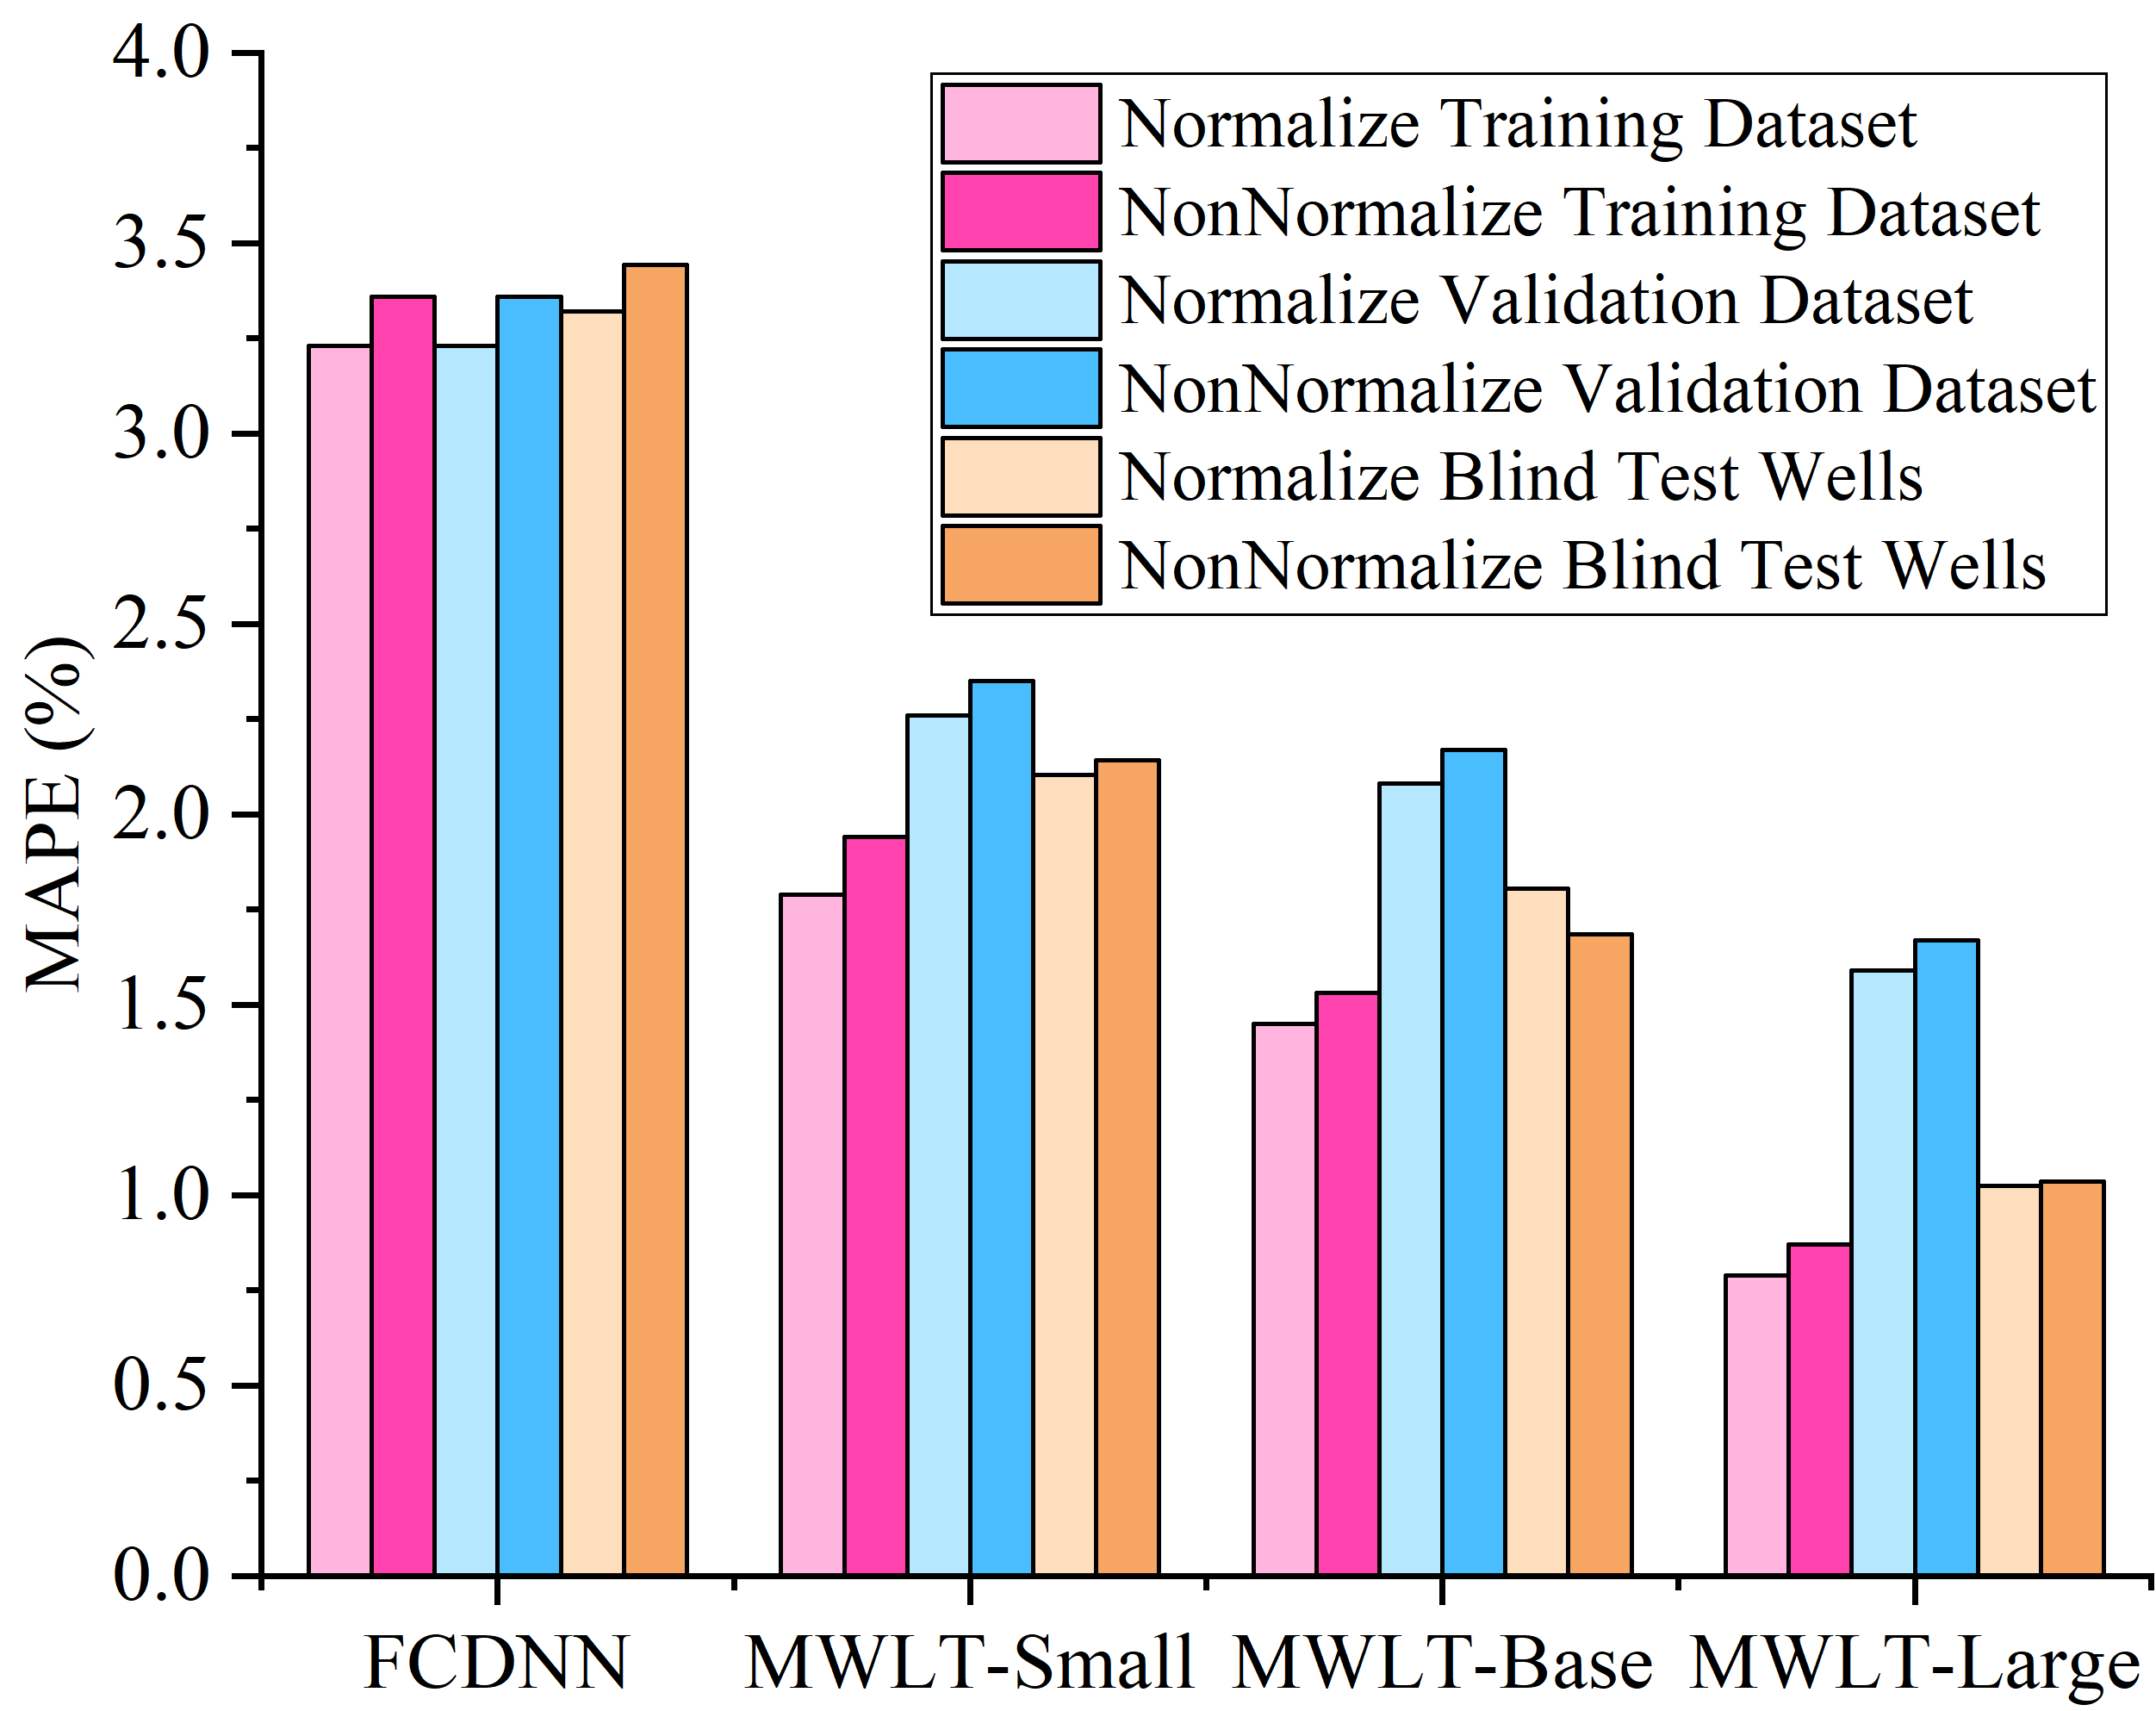 4.0
3.5
3.0
2.5
2.0
1.5
1.0
0.5
0.0
MAPE (%)
Normalize Training Dataset
NonNormalize Training Dataset
Normalize Validation Dataset
NonNormalize Validation Dataset
Normalize Blind Test Wells
NonNormalize Blind Test Wells
FCDNN MWLT-Small MWLT-Base MWLT-Large